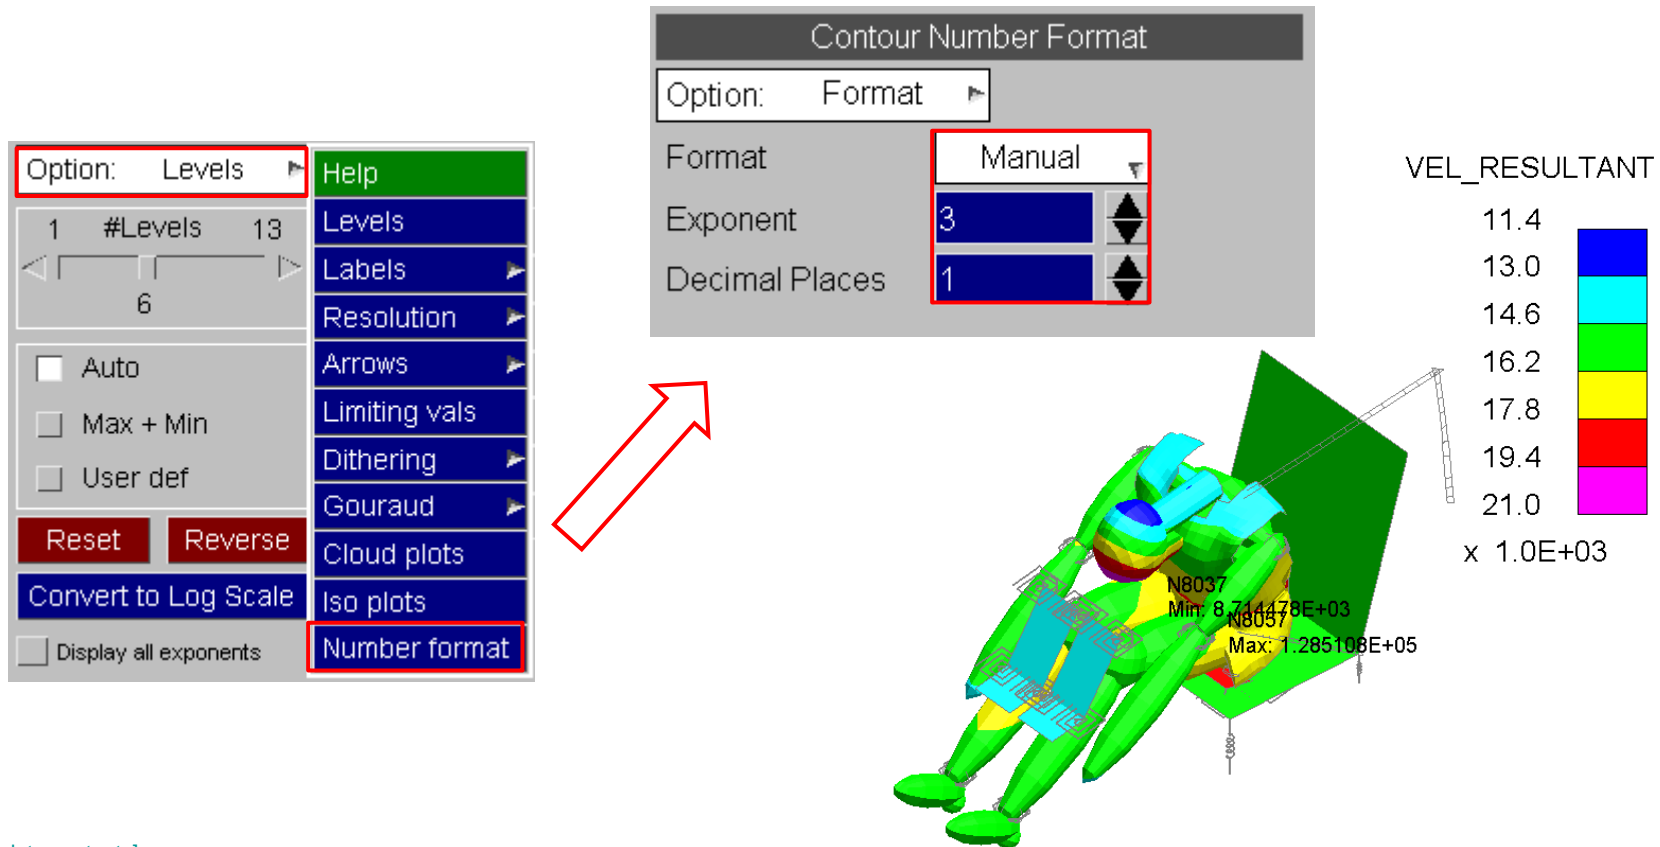 Contour Number Format
Option: Format
Format Manual
Exponent 3
Decimal Places 1
Option: Levels
1 #Levels 13
6
Auto
Max + Min
User def
Reset Reverse
Convert to Log Scale
Display all exponents
Help
Levels
Labels
Resolution
Arrows
Limiting vals
Dithering
Gouraud
Cloud plots
Iso plots
Number format
VEL_RESULTANT
11.4
13.0
14.6
16.2
17.8
19.4
21.0
x 1.0E+03
N8037
Min: 8.714478E+03
N8057
Max: 1.285108E+05